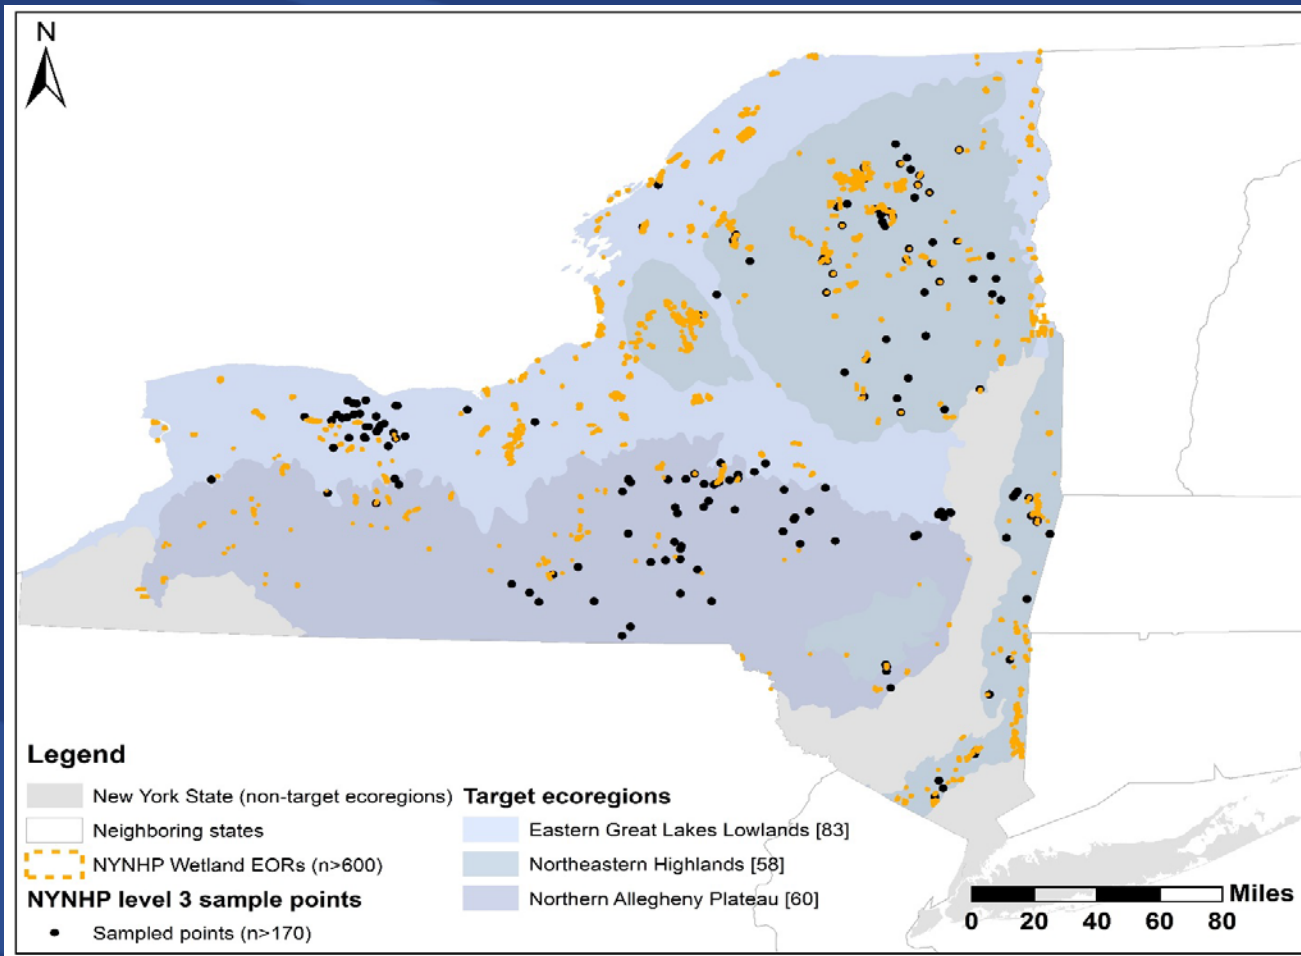 N
Legend
New York State (non-target ecoregions)
Neighboring states
NYNHP Wetland EORs (n>600)
NYNHP level 3 sample points
Sampled points (n>170)
Target ecoregions
Eastern Great Lakes Lowlands [83]
Northeastern Highlands [58]
Northern Allegheny Plateau [60]
Miles
0 20 40 60 80